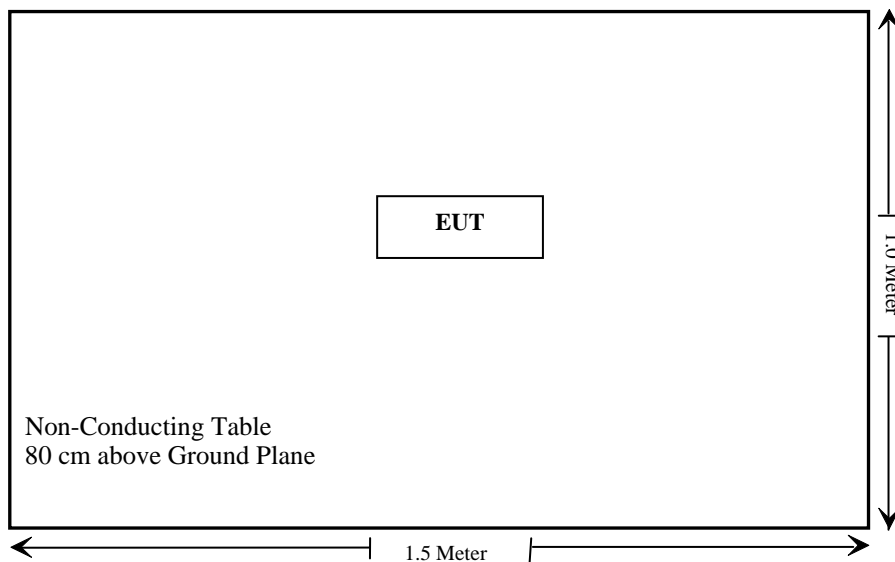 EUT
1.0 Meter
Non-Conducting Table
80 cm above Ground Plane
1.5 Meter